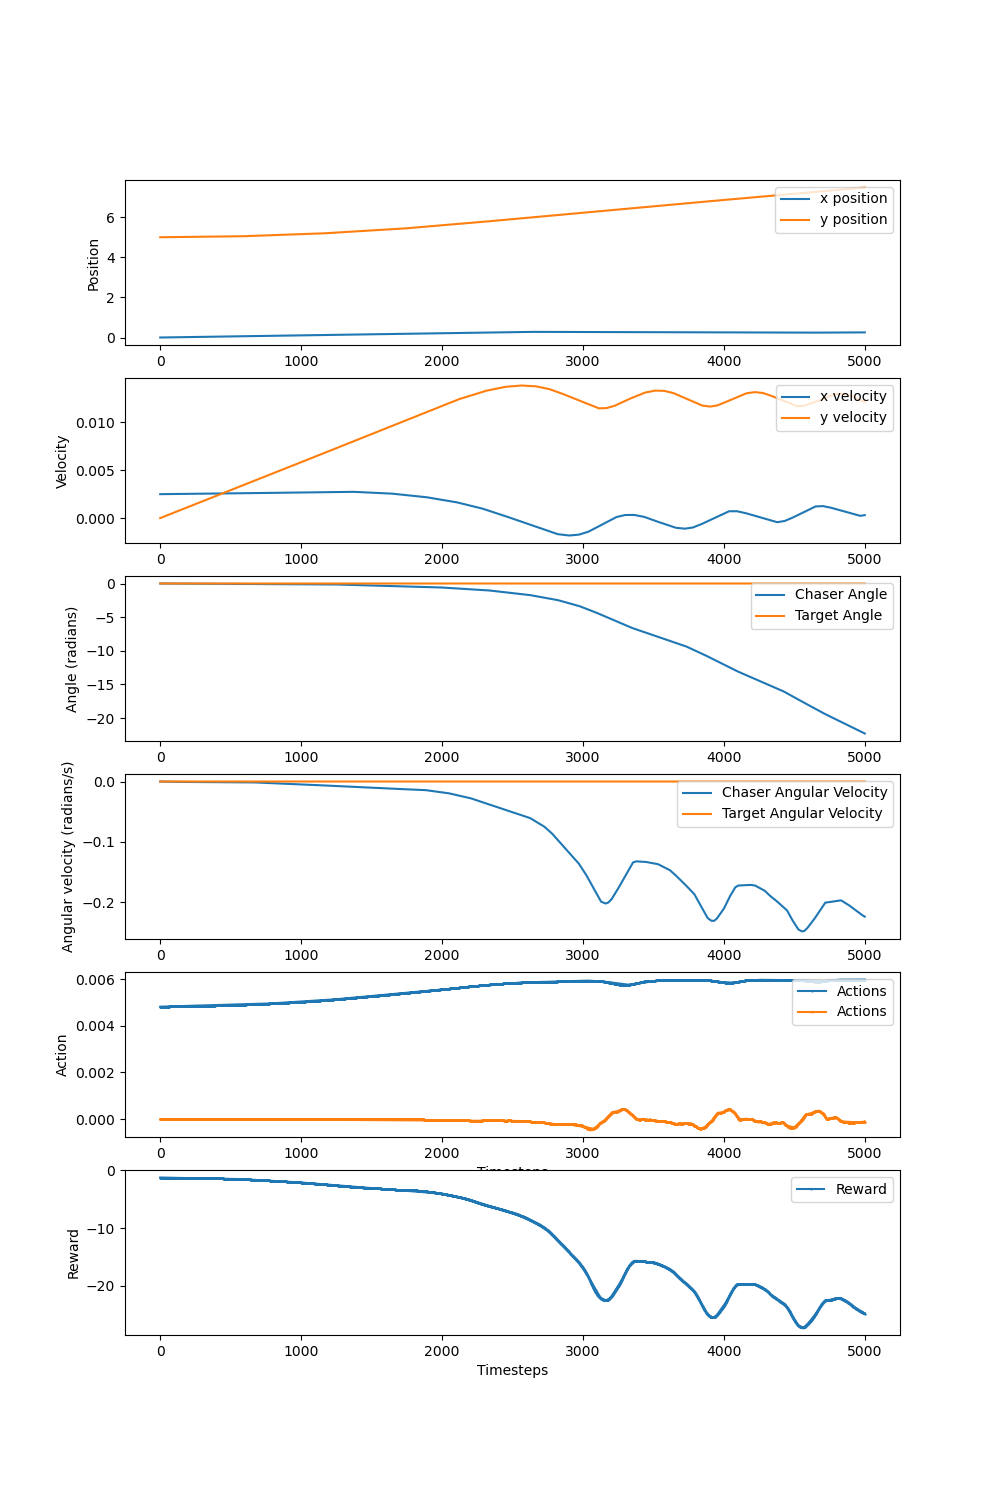 x position
y position
Position
6
4
2
0
0 1000 2000 3000 4000 5000
x velocity
y velocity
Velocity
0.010
0.005
0.000
0 1000 2000 3000 4000 5000
Chaser Angle
Target Angle
Angle (radians)
0
−5
−10
−15
−20
0 1000 2000 3000 4000 5000
Chaser Angular Velocity
Target Angular Velocity
Angular velocity (radians/s)
0.0
−0.1
−0.2
0 1000 2000 3000 4000 5000
Actions
Actions
Action
0.006
0.004
0.002
0.000
0 1000 2000 3000 4000 5000
Timesteps
Reward
Reward
0
−10
−20
0 1000 2000 3000 4000 5000
Timesteps